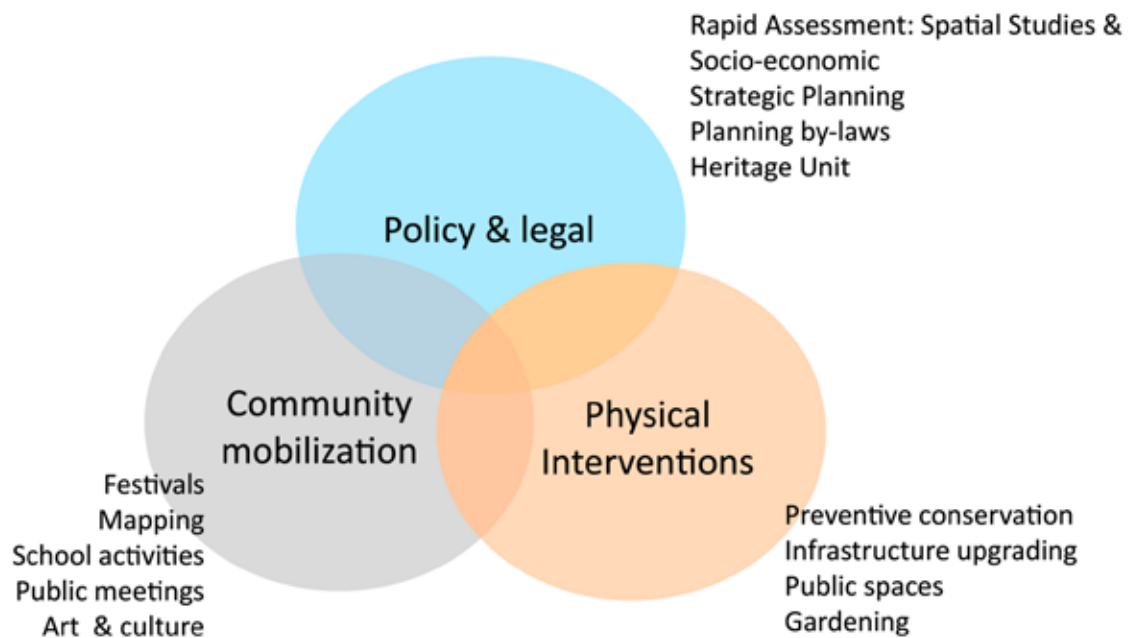 Rapid Assessment: Spatial Studies &
Socio-economic
Strategic Planning
Planning by-laws
Heritage Unit
Policy & legal
Community
mobilization
Physical
Interventions
Festivals
Mapping
School activities
Public meetings
Art & culture
Preventive conservation
Infrastructure upgrading
Public spaces
Gardening